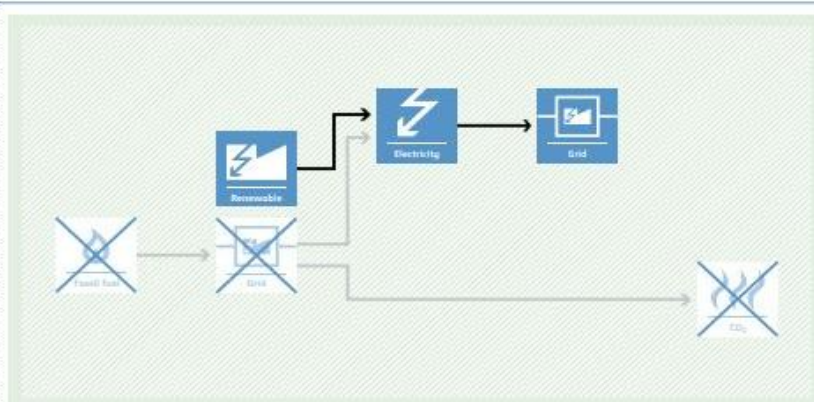 Electricity
Grid
Renewable
Fossil fuel
Grid
CO₂